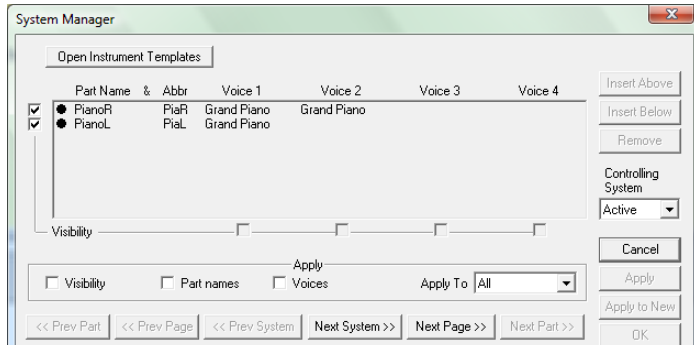 System Manager
Open Instrument Templates
Part Name & Abbr Voice 1 Voice 2 Voice 3 Voice 4
PianoR PiaR Grand Piano Grand Piano
PianoL PiaL Grand Piano
Visibility
Insert Above
Insert Below
Remove
Controlling
System
Active
Cancel
Apply
Apply to New
OK
Apply
Visibility Part names Voices Apply To All
<< Prev Part << Prev Page << Prev System Next System >> Next Page >> Next Part >>